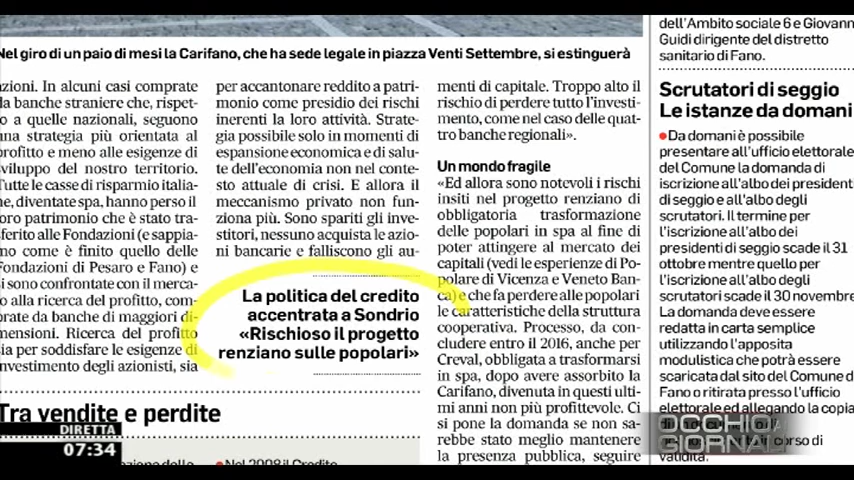 Nel giro di un paio di mesi la Carifano, che ha sede legale in piazza Venti Settembre, si estinguerà
azioni. In alcuni casi comprate
da banche straniere che, rispet-
to a quelle nazionali, seguono
una strategia più orientata al
profitto e meno alle esigenze di
sviluppo del nostro territorio.
Tutte le casse di risparmio italia-
ne, diventate spa, hanno perso il
loro patrimonio che è stato tra-
sferito alle Fondazioni (e sappia-
mo come è finito quello delle
Fondazioni di Pesaro e Fano) e
si sono confrontate con il merca-
to alla ricerca del profitto, com-
prate da banche di maggiori di-
mensioni. Ricerca del profitto
sia per soddisfare le esigenze di
investimento degli azionisti, sia
per accantonare reddito a patri-
monio come presidio dei rischi
inerenti la loro attività. Strate-
gia possibile solo in momenti di
espansione economica e di salu-
te dell'economia non nel conte-
sto attuale di crisi. E allora il
meccanismo privato non fun-
ziona più. Sono spariti gli inve-
stitori, nessuno acquista le azio-
ni bancarie e falliscono gli au-
La politica del credito
accentrata a Sondrio
«Rischioso il progetto
renziano sulle popolari»
menti di capitale. Troppo alto il
rischio di perdere tutto l'investi-
mento, come nel caso delle quat-
tro banche regionali».
Un mondo fragile
«Ed allora sono notevoli i rischi
insiti nel progetto renziano di
obbligatoria trasformazione
delle popolari in spa al fine di
poter attingere al mercato dei
capitali (vedi le esperienze di Po-
polare di Vicenza e Veneto Ban-
ca) e che fa perdere alle popolari
le caratteristiche della struttura
cooperativa. Processo, da con-
cludere entro il 2016, anche per
Creval, obbligata a trasformarsi
in spa, dopo avere assorbito la
Carifano, divenuta in questi ulti-
mi anni non più profittevole. Ci
si pone la domanda se non sa-
rebbe stato meglio mantenere
la presenza pubblica, seguire
dell'Ambito sociale 6 e Giovann
Guidi dirigente del distretto
sanitario di Fano.
Scrutatori di seggio
Le istanze da domani
Da domani è possibile
presentare all'ufficio elettorale
del Comune la domanda di
iscrizione all'albo dei presidenti
di seggio e all'albo degli
scrutatori. Il termine per
l'iscrizione all'albo dei
presidenti di seggio scade il 31
ottobre mentre quello per
l'iscrizione all'albo degli
scrutatori scade il 30 novembre
La domanda deve essere
redatta in carta semplice
utilizzando l'apposita
modulistica che potrà essere
scaricata dal sito del Comune d
Fano o ritirata presso l'ufficio
elettorale ed allegando la copia
corso di
validità.
Tra vendite e perdite
Nel 2008 il Credito
DIRETTA
07:34
OCCHIO AI
GIORNALI